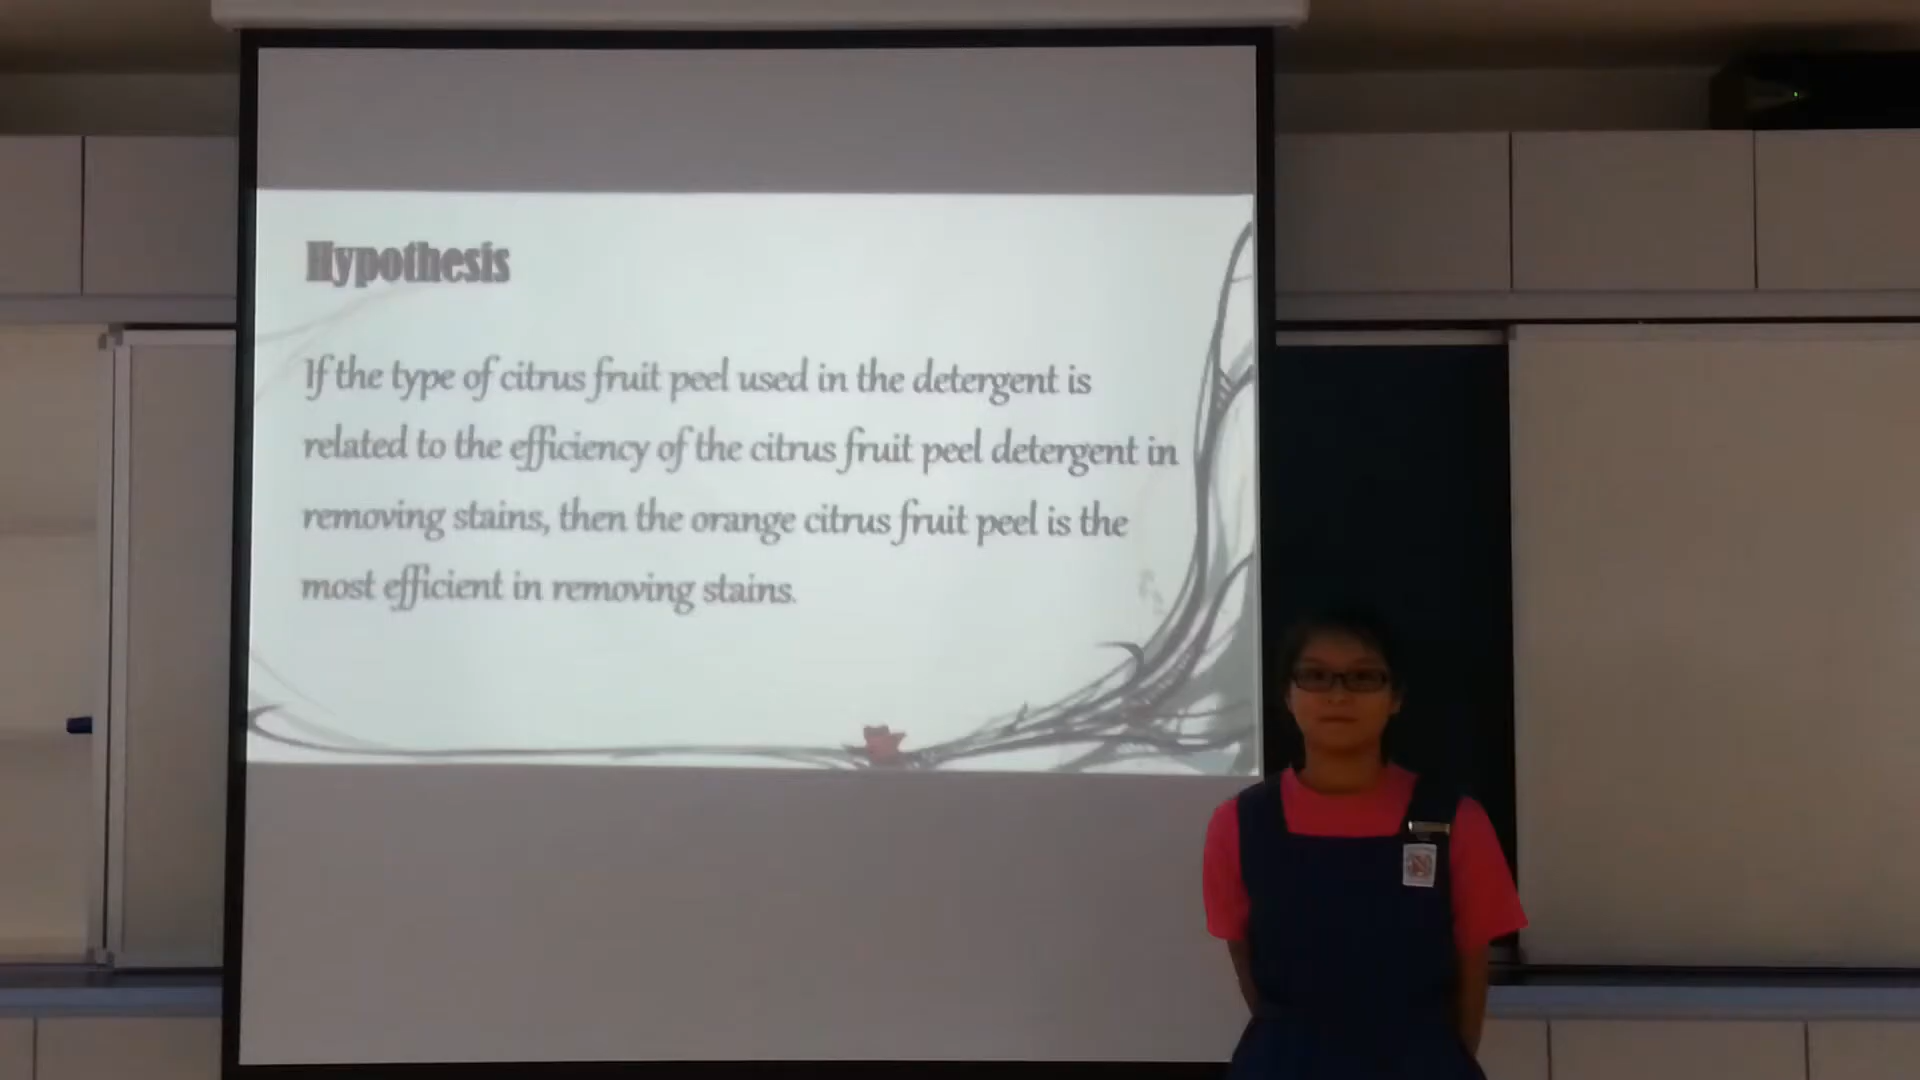 Hypothesis
If the type of citrus fruit peel used in the detergent is
related to the efficiency of the citrus fruit peel detergent in
removing stains, then the orange citrus fruit peel is the
most efficient in removing stains.